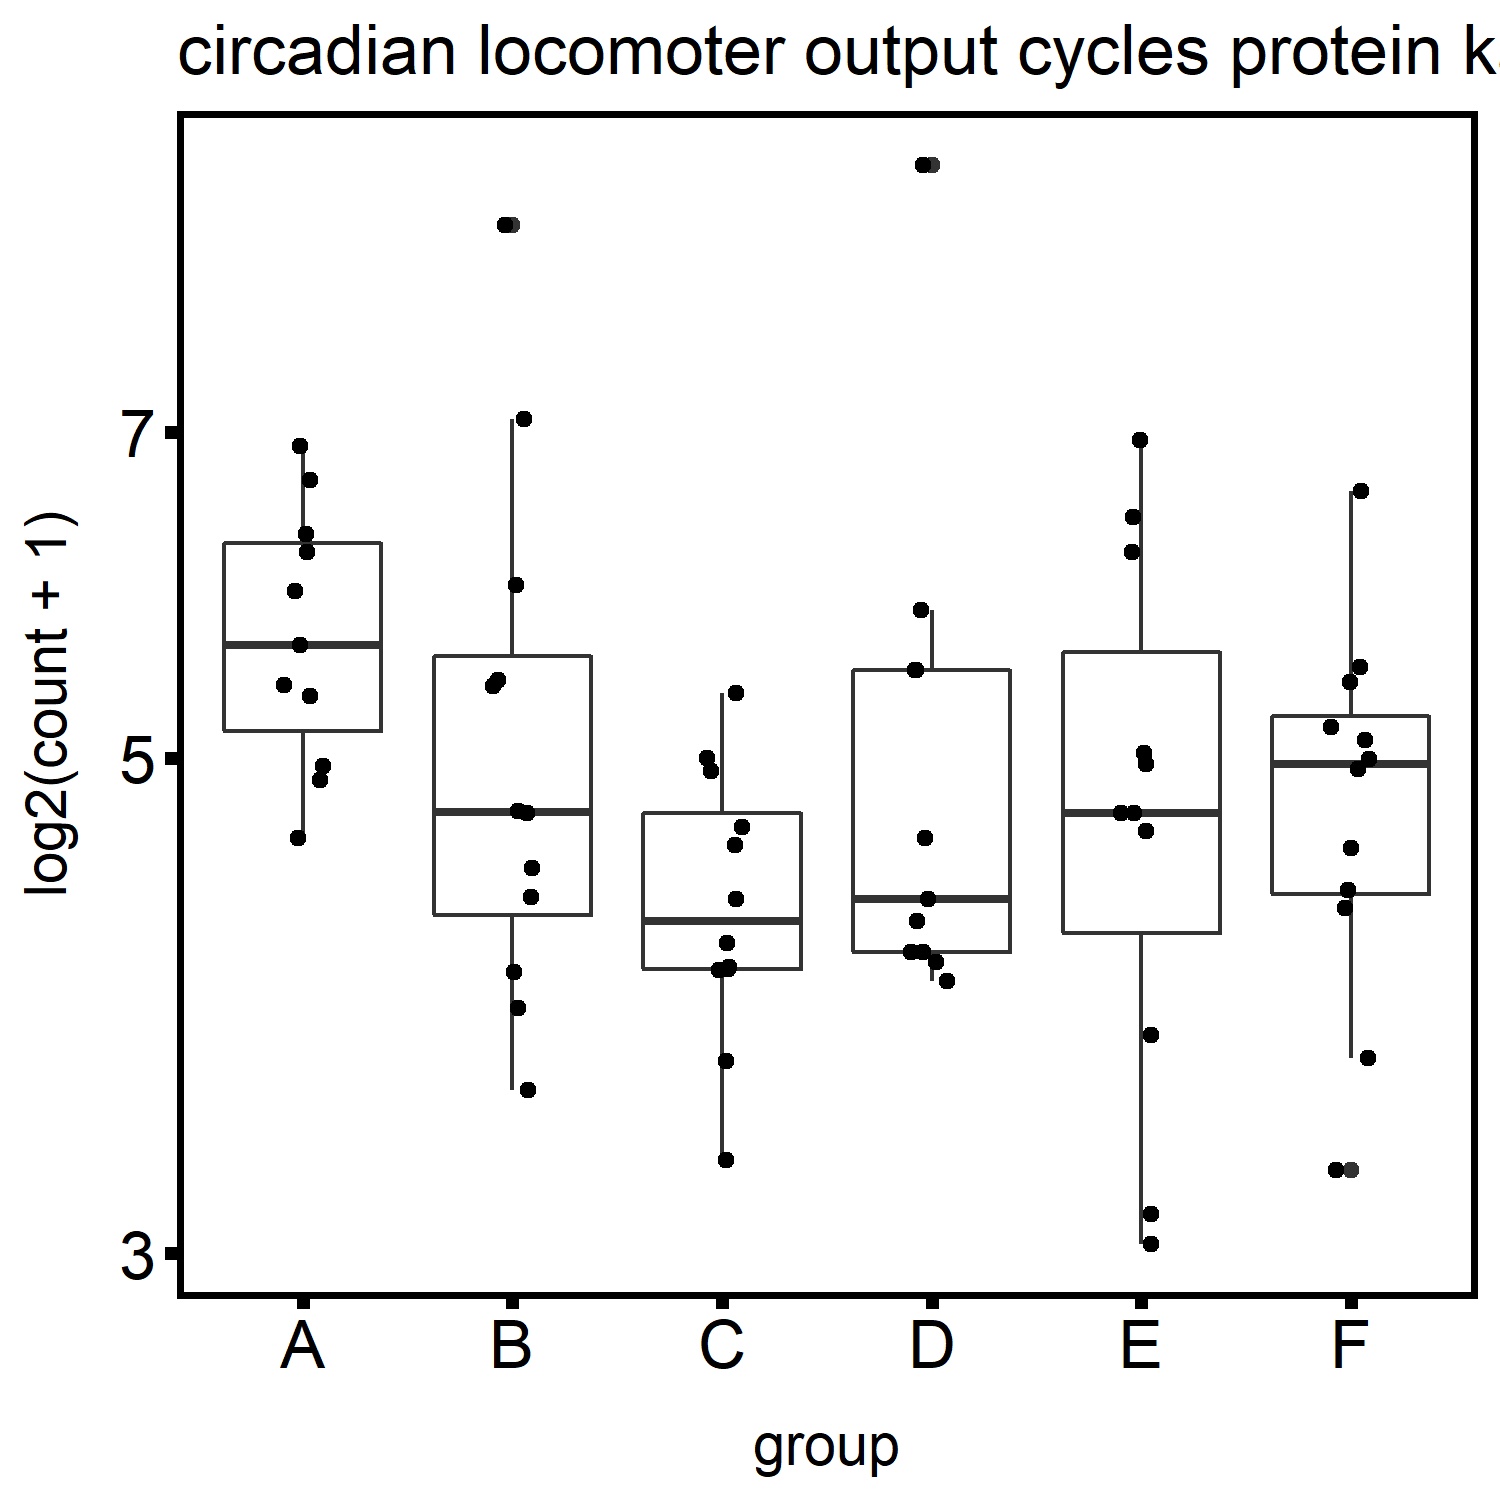 circadian locomoter output cycles protein k
log2(count + 1)
7
5
3
A B C D E F
group